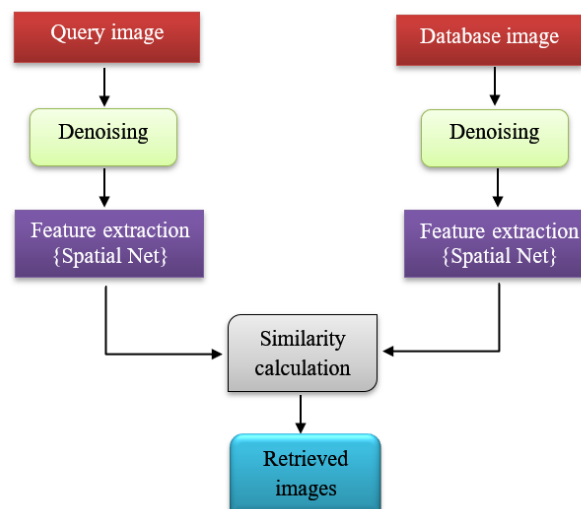 Query image
Database image
Denoising
Denoising
Feature extraction
{Spatial Net}
Feature extraction
{Spatial Net}
Similarity
calculation
Retrieved
images